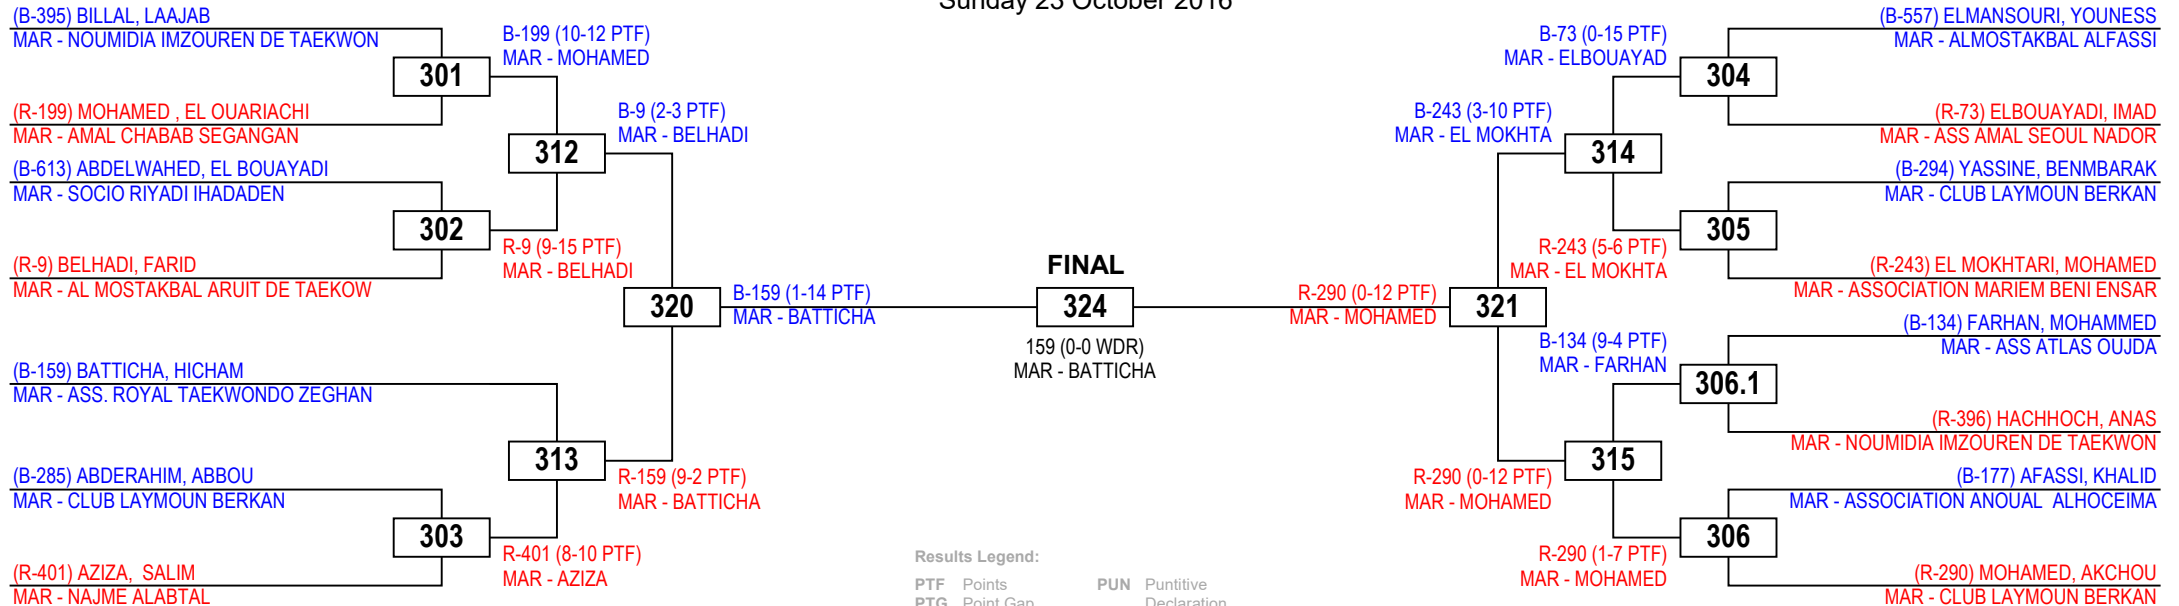 Sunday 23 October 2016
(B-395) BILLAL, LAAJAB
MAR - NOUMIDIA IMZOUREN DE TAEKWON
301
(R-199) MOHAMED , EL OUARIACHI
MAR - AMAL CHABAB SEGANGAN
B-199 (10-12 PTF)
MAR - MOHAMED
(B-613) ABDELWAHED, EL BOUAYADI
MAR - SOCIO RIYADI IHADADEN
302
(R-9) BELHADI, FARID
MAR - AL MOSTAKBAL ARUIT DE TAEKOW
R-9 (9-15 PTF)
MAR - BELHADI
312
B-9 (2-3 PTF)
MAR - BELHADI
(B-159) BATTICHA, HICHAM
MAR - ASS. ROYAL TAEKWONDO ZEGHAN
(B-285) ABDERAHIM, ABBOU
MAR - CLUB LAYMOUN BERKAN
303
(R-401) AZIZA,  SALIM
MAR - NAJME ALABTAL
R-401 (8-10 PTF)
MAR - AZIZA
313
R-159 (9-2 PTF)
MAR - BATTICHA
320
B-159 (1-14 PTF)
MAR - BATTICHA
FINAL
324
159 (0-0 WDR)
MAR - BATTICHA
R-290 (0-12 PTF)
MAR - MOHAMED
321
B-243 (3-10 PTF)
MAR - EL MOKHTA
314
B-73 (0-15 PTF)
MAR - ELBOUAYAD
304
(B-557) ELMANSOURI, YOUNESS
MAR - ALMOSTAKBAL ALFASSI
(R-73) ELBOUAYADI, IMAD
MAR - ASS AMAL SEOUL NADOR
R-243 (5-6 PTF)
MAR - EL MOKHTA
305
(B-294) YASSINE, BENMBARAK
MAR - CLUB LAYMOUN BERKAN
(R-243) EL MOKHTARI, MOHAMED
MAR - ASSOCIATION MARIEM BENI ENSAR
R-290 (0-12 PTF)
MAR - MOHAMED
315
B-134 (9-4 PTF)
MAR - FARHAN
306.1
(B-134) FARHAN, MOHAMMED
MAR - ASS ATLAS OUJDA
(R-396) HACHHOCH, ANAS
MAR - NOUMIDIA IMZOUREN DE TAEKWON
R-290 (1-7 PTF)
MAR - MOHAMED
306
(B-177) AFASSI, KHALID
MAR - ASSOCIATION ANOUAL  ALHOCEIMA
(R-290) MOHAMED, AKCHOU
MAR - CLUB LAYMOUN BERKAN
Results Legend:
PTF Points PUN Puntitive
PTG Point Gap Declaration